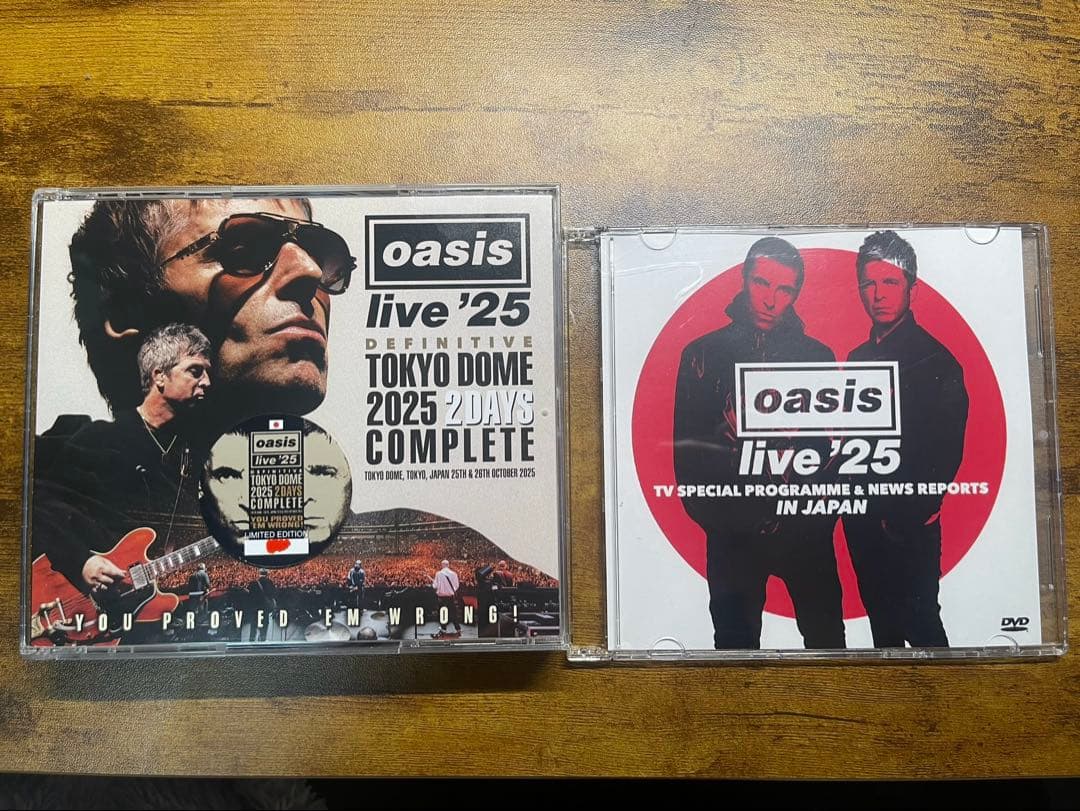 oasis
live '25
DEFINITIVE
TOKYO DOME
2025 2DAYS
COMPLETE
TOKYO DOME, TOKYO, JAPAN 25TH & 26TH OCTOBER 2025
oasis
live '25
DEFINITIVE
TOKYO DOME
2025 2DAYS
COMPLETE
YOU PROVED
'EM WRONG!
LIMITED EDITION
YOU PROVED 'EM WRONG!
oasis
live '25
TV SPECIAL PROGRAMME & NEWS REPORTS
IN JAPAN
DVD